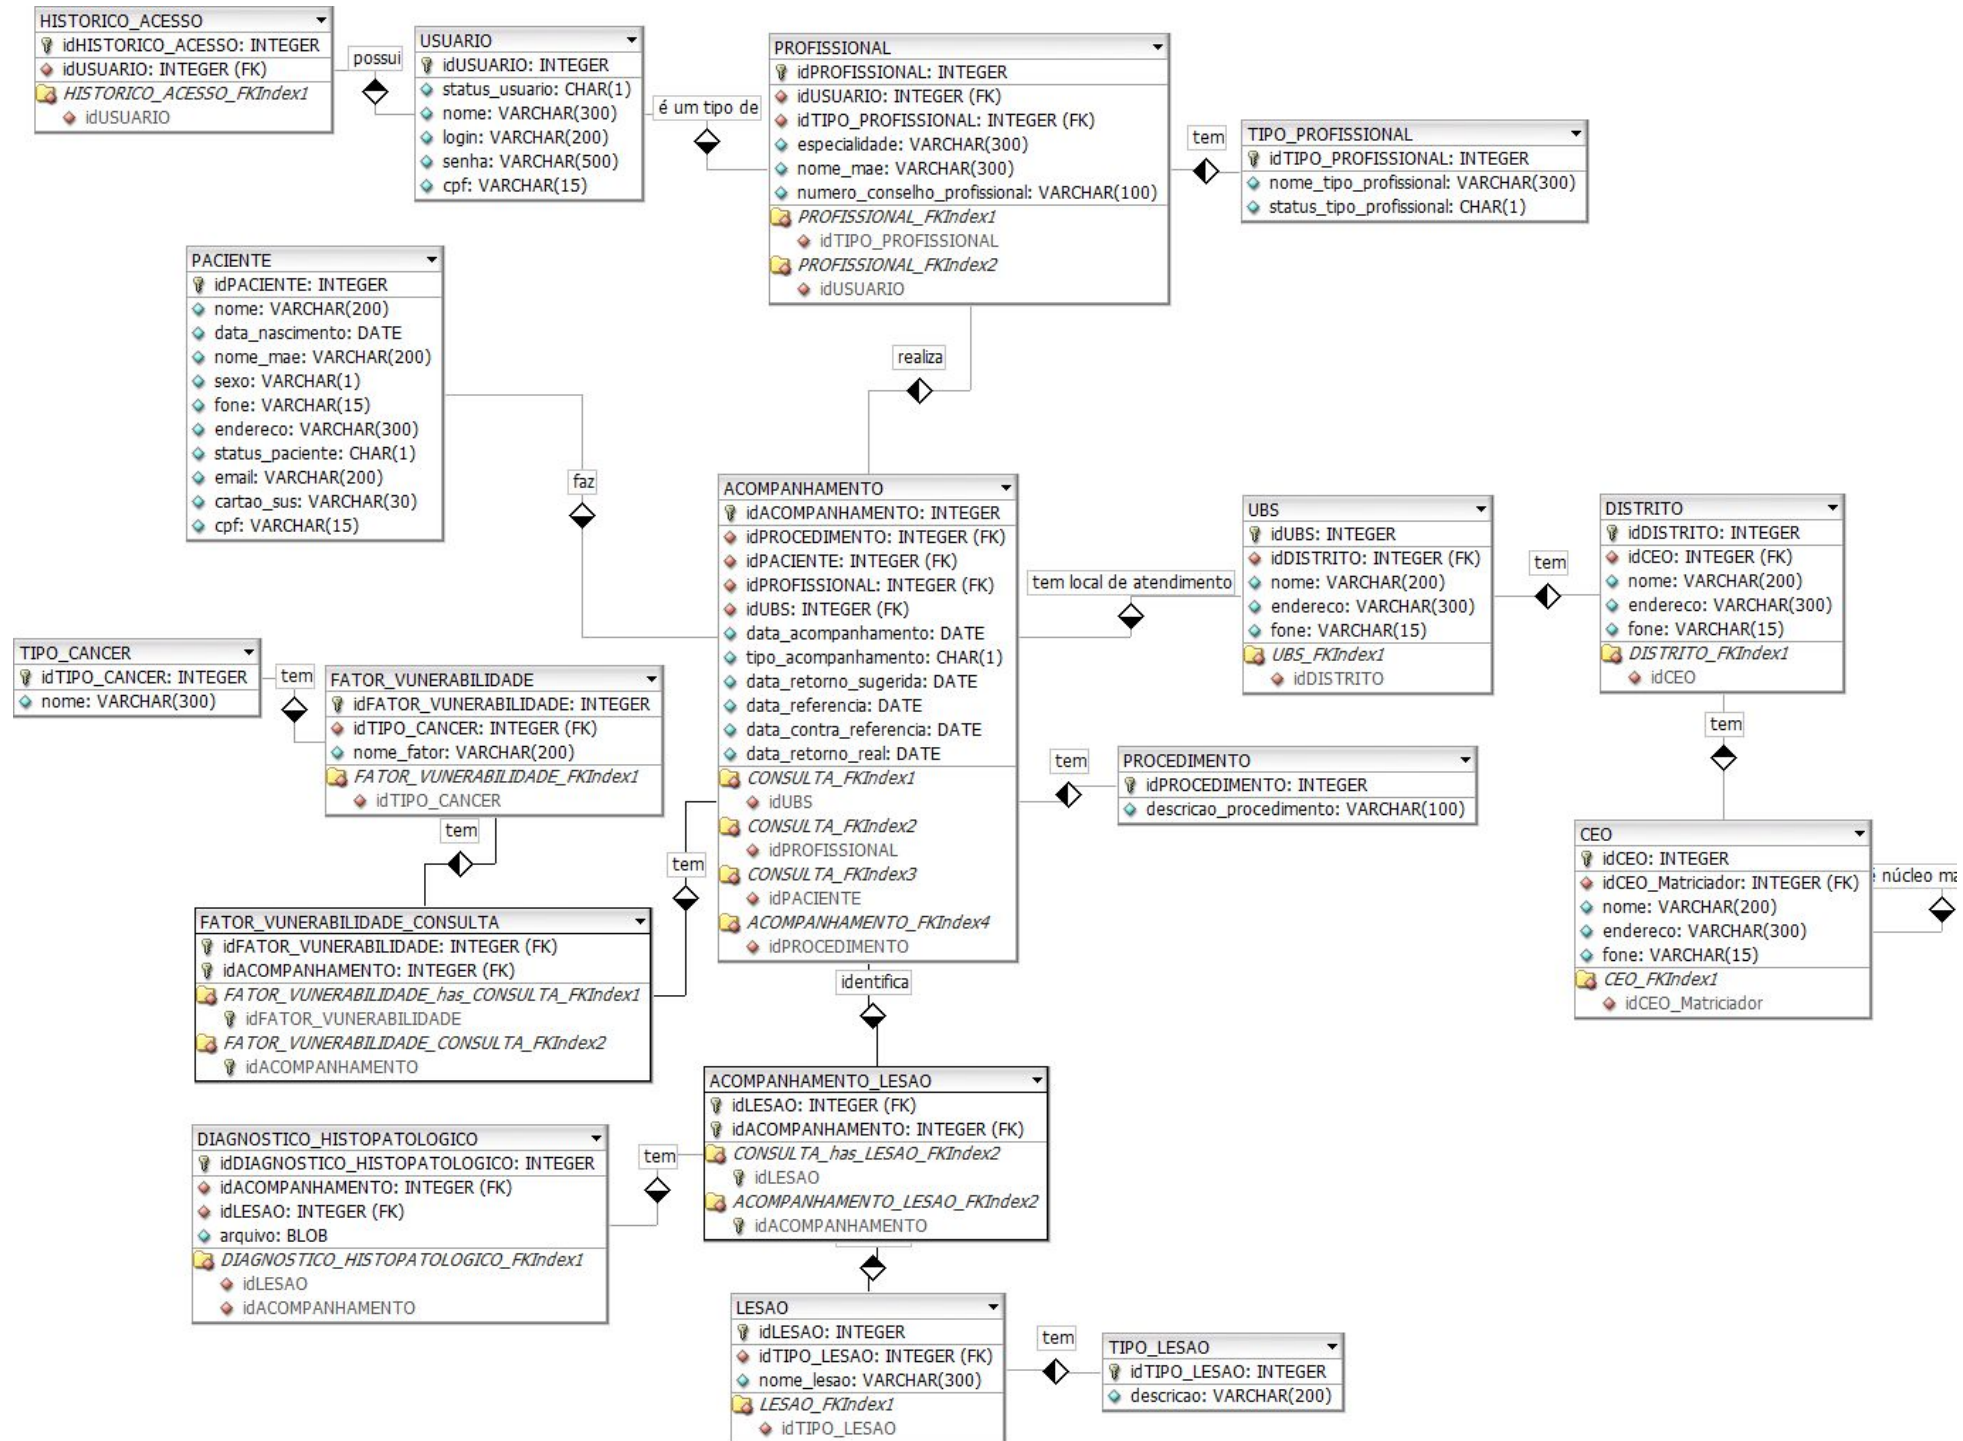 HISTORICO_ACESSO
idHISTORICO_ACESSO: INTEGER
idUSUARIO: INTEGER (FK)
HISTORICO_ACESSO_FKIndex1
idUSUARIO
possui
USUARIO
idUSUARIO: INTEGER
status_usuario: CHAR(1)
nome: VARCHAR(300)
login: VARCHAR(200)
senha: VARCHAR(500)
cpf: VARCHAR(15)
é um tipo de
PROFISSIONAL
idPROFISSIONAL: INTEGER
idUSUARIO: INTEGER (FK)
idTIPO_PROFISSIONAL: INTEGER (FK)
especialidade: VARCHAR(300)
nome_mae: VARCHAR(300)
numero_conselho_profissional: VARCHAR(100)
PROFISSIONAL_FKIndex1
idTIPO_PROFISSIONAL
PROFISSIONAL_FKIndex2
idUSUARIO
tem
TIPO_PROFISSIONAL
idTIPO_PROFISSIONAL: INTEGER
nome_tipo_profissional: VARCHAR(300)
status_tipo_profissional: CHAR(1)
PACIENTE
idPACIENTE: INTEGER
nome: VARCHAR(200)
data_nascimento: DATE
nome_mae: VARCHAR(200)
sexo: VARCHAR(1)
fone: VARCHAR(15)
endereco: VARCHAR(300)
status_paciente: CHAR(1)
email: VARCHAR(200)
cartao_sus: VARCHAR(30)
cpf: VARCHAR(15)
realiza
faz
ACOMPANHAMENTO
idACOMPANHAMENTO: INTEGER
idPROCEDIMENTO: INTEGER (FK)
idPACIENTE: INTEGER (FK)
idPROFISSIONAL: INTEGER (FK)
idUBS: INTEGER (FK)
data_acompanhamento: DATE
tipo_acompanhamento: CHAR(1)
data_retorno_sugerida: DATE
data_referencia: DATE
data_contra_referencia: DATE
data_retorno_real: DATE
CONSULTA_FKIndex1
idUBS
CONSULTA_FKIndex2
idPROFISSIONAL
CONSULTA_FKIndex3
idPACIENTE
ACOMPANHAMENTO_FKIndex4
idPROCEDIMENTO
tem local de atendimento
UBS
idUBS: INTEGER
idDISTRITO: INTEGER (FK)
nome: VARCHAR(200)
endereco: VARCHAR(300)
fone: VARCHAR(15)
UBS_FKIndex1
idDISTRITO
tem
DISTRITO
idDISTRITO: INTEGER
idCEO: INTEGER (FK)
nome: VARCHAR(200)
endereco: VARCHAR(300)
fone: VARCHAR(15)
DISTRITO_FKIndex1
idCEO
tem
TIPO_CANCER
idTIPO_CANCER: INTEGER
nome: VARCHAR(300)
tem
FATOR_VUNERABILIDADE
idFATOR_VUNERABILIDADE: INTEGER
idTIPO_CANCER: INTEGER (FK)
nome_fator: VARCHAR(200)
FATOR_VUNERABILIDADE_FKIndex1
idTIPO_CANCER
tem
tem
tem
PROCEDIMENTO
idPROCEDIMENTO: INTEGER
descricao_procedimento: VARCHAR(100)
CEO
idCEO: INTEGER
idCEO_Matriciador: INTEGER (FK)
nome: VARCHAR(200)
endereco: VARCHAR(300)
fone: VARCHAR(15)
CEO_FKIndex1
idCEO_Matriciador
núcleo
FATOR_VUNERABILIDADE_CONSULTA
idFATOR_VUNERABILIDADE: INTEGER (FK)
idACOMPANHAMENTO: INTEGER (FK)
FATOR_VUNERABILIDADE_has_CONSULTA_FKIndex1
idFATOR_VUNERABILIDADE
FATOR_VUNERABILIDADE_CONSULTA_FKIndex2
idACOMPANHAMENTO
identifica
ACOMPANHAMENTO_LESAO
idLESAO: INTEGER (FK)
idACOMPANHAMENTO: INTEGER (FK)
CONSULTA_has_LESAO_FKIndex2
idLESAO
ACOMPANHAMENTO_LESAO_FKIndex2
idACOMPANHAMENTO
DIAGNOSTICO_HISTOPATOLOGICO
idDIAGNOSTICO_HISTOPATOLOGICO: INTEGER
idACOMPANHAMENTO: INTEGER (FK)
idLESAO: INTEGER (FK)
arquivo: BLOB
DIAGNOSTICO_HISTOPATOLOGICO_FKIndex1
idLESAO
idACOMPANHAMENTO
tem
LESAO
idLESAO: INTEGER
idTIPO_LESAO: INTEGER (FK)
nome_lesao: VARCHAR(300)
LESAO_FKIndex1
idTIPO_LESAO
tem
TIPO_LESAO
idTIPO_LESAO: INTEGER
descricao: VARCHAR(200)